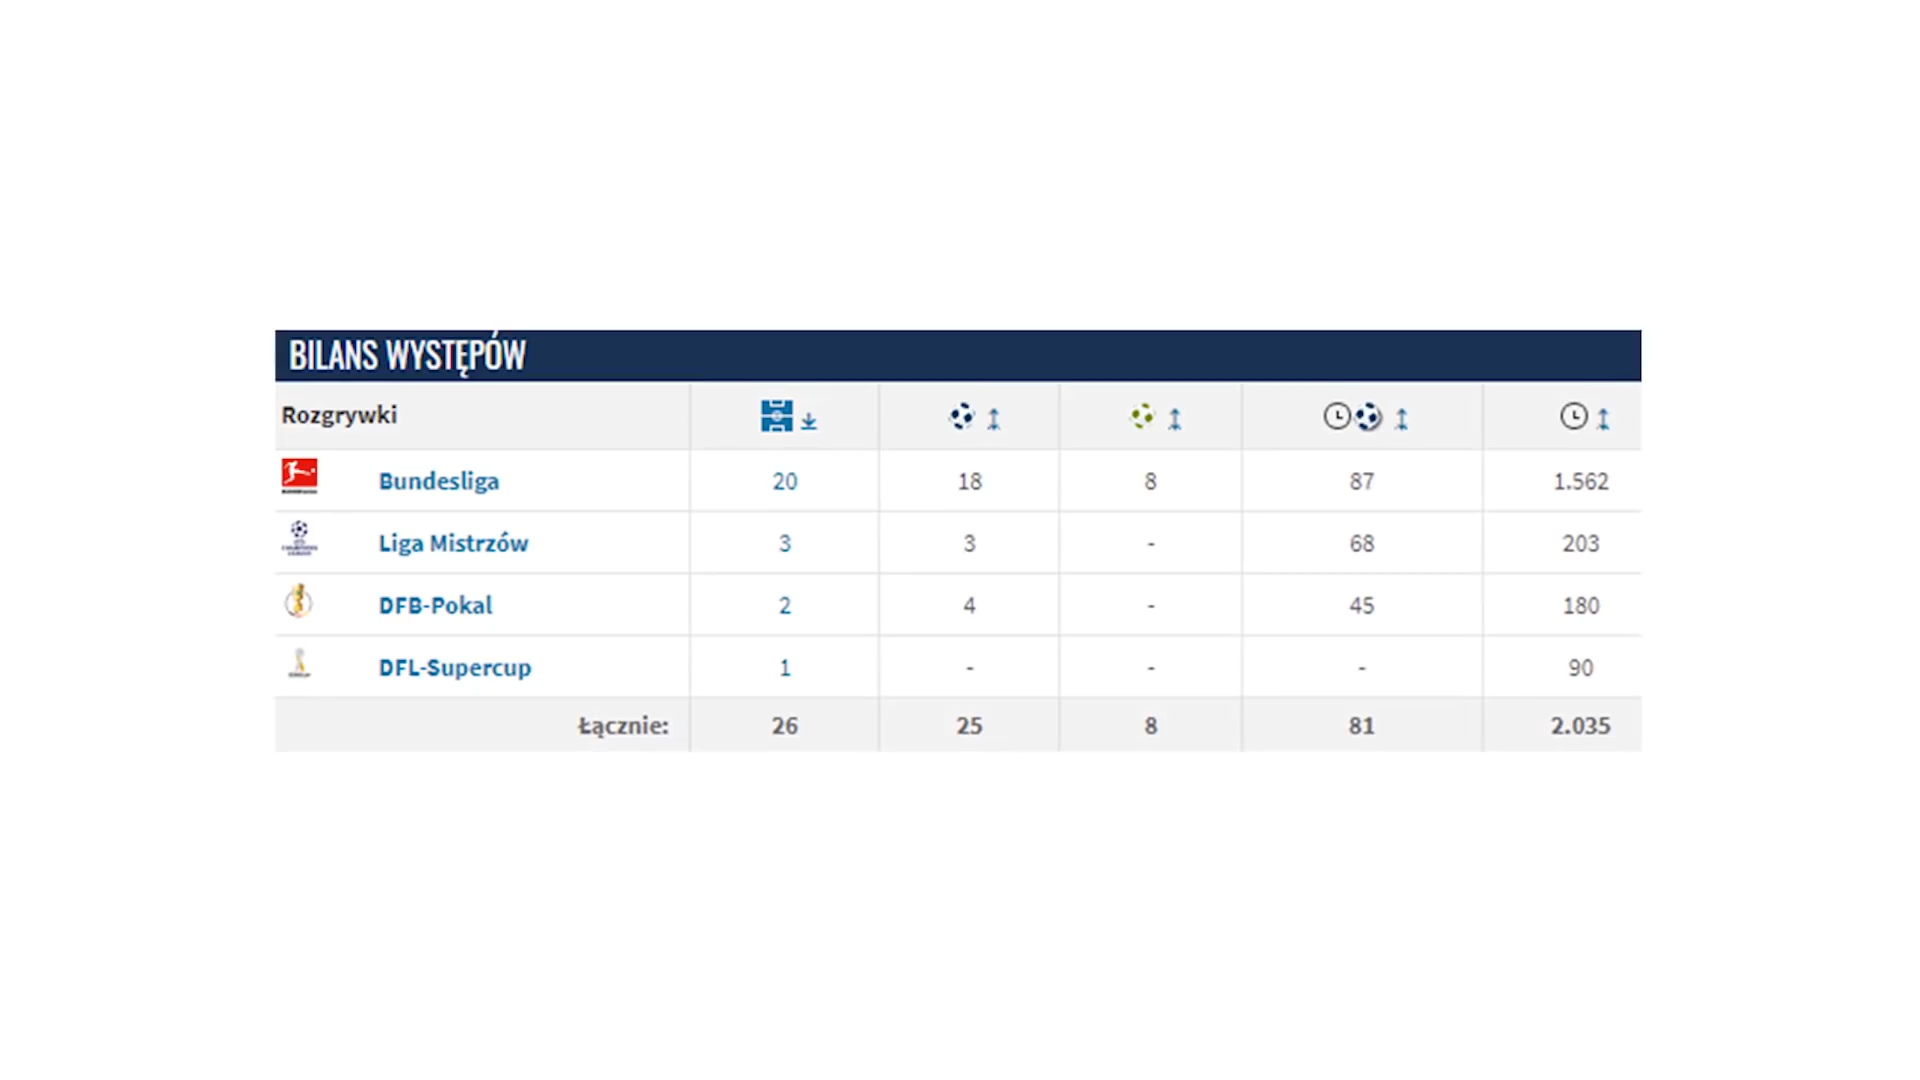 BILANS WYSTĘPÓW
Rozgrywki
Bundesliga 20 18 8 87 1.562
Liga Mistrzów 3 3 - 68 203
DFB-Pokal 2 4 - 45 180
DFL-Supercup 1 - - - 90
Łącznie: 26 25 8 81 2.035